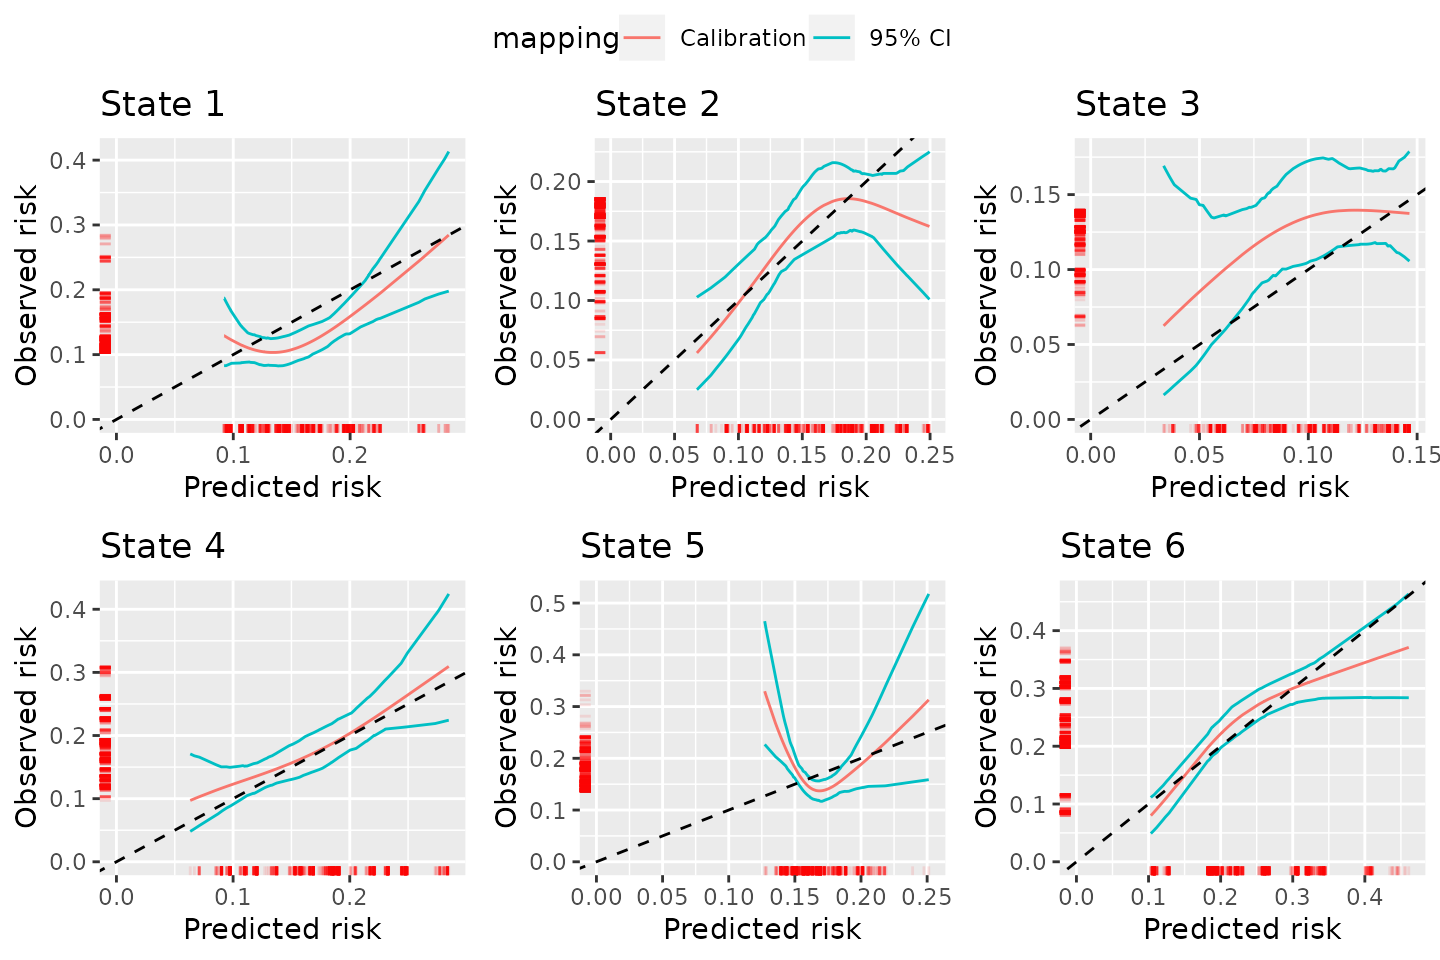 mapping Calibration 95% CI
State 1
Observed risk
0.4
0.3
0.2
0.1
0.0
0.0 0.1 0.2
Predicted risk
State 2
Observed risk
0.20
0.15
0.10
0.05
0.00
0.00 0.05 0.10 0.15 0.20 0.25
Predicted risk
State 3
Observed risk
0.15
0.10
0.05
0.00
0.00 0.05 0.10 0.15
Predicted risk
State 4
Observed risk
0.4
0.3
0.2
0.1
0.0
0.0 0.1 0.2
Predicted risk
State 5
Observed risk
0.5
0.4
0.3
0.2
0.1
0.0
0.00 0.05 0.10 0.15 0.20 0.25
Predicted risk
State 6
Observed risk
0.4
0.3
0.2
0.1
0.0
0.0 0.1 0.2 0.3 0.4
Predicted risk